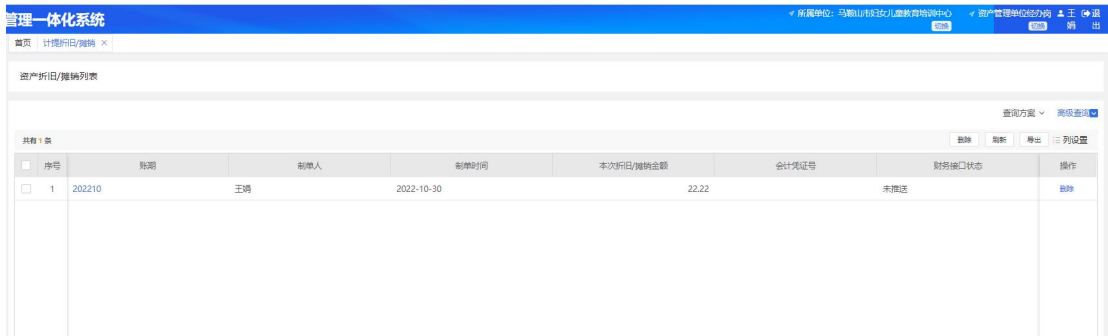 管理一体化系统
所属单位：马鞍山市妇女儿童教育培训中心 切换
资产管理单位经办岗 切换
王娟
退出
首页 计提折旧/摊销 ×
资产折旧/摊销列表
查询方案 高级查询
共有1条 删除 刷新 导出 列设置
序号 账期 制单人 制单时间 本次折旧/摊销金额 会计凭证号 财务接口状态 操作
1 202210 王娟 2022-10-30 22.22 未推送 删除